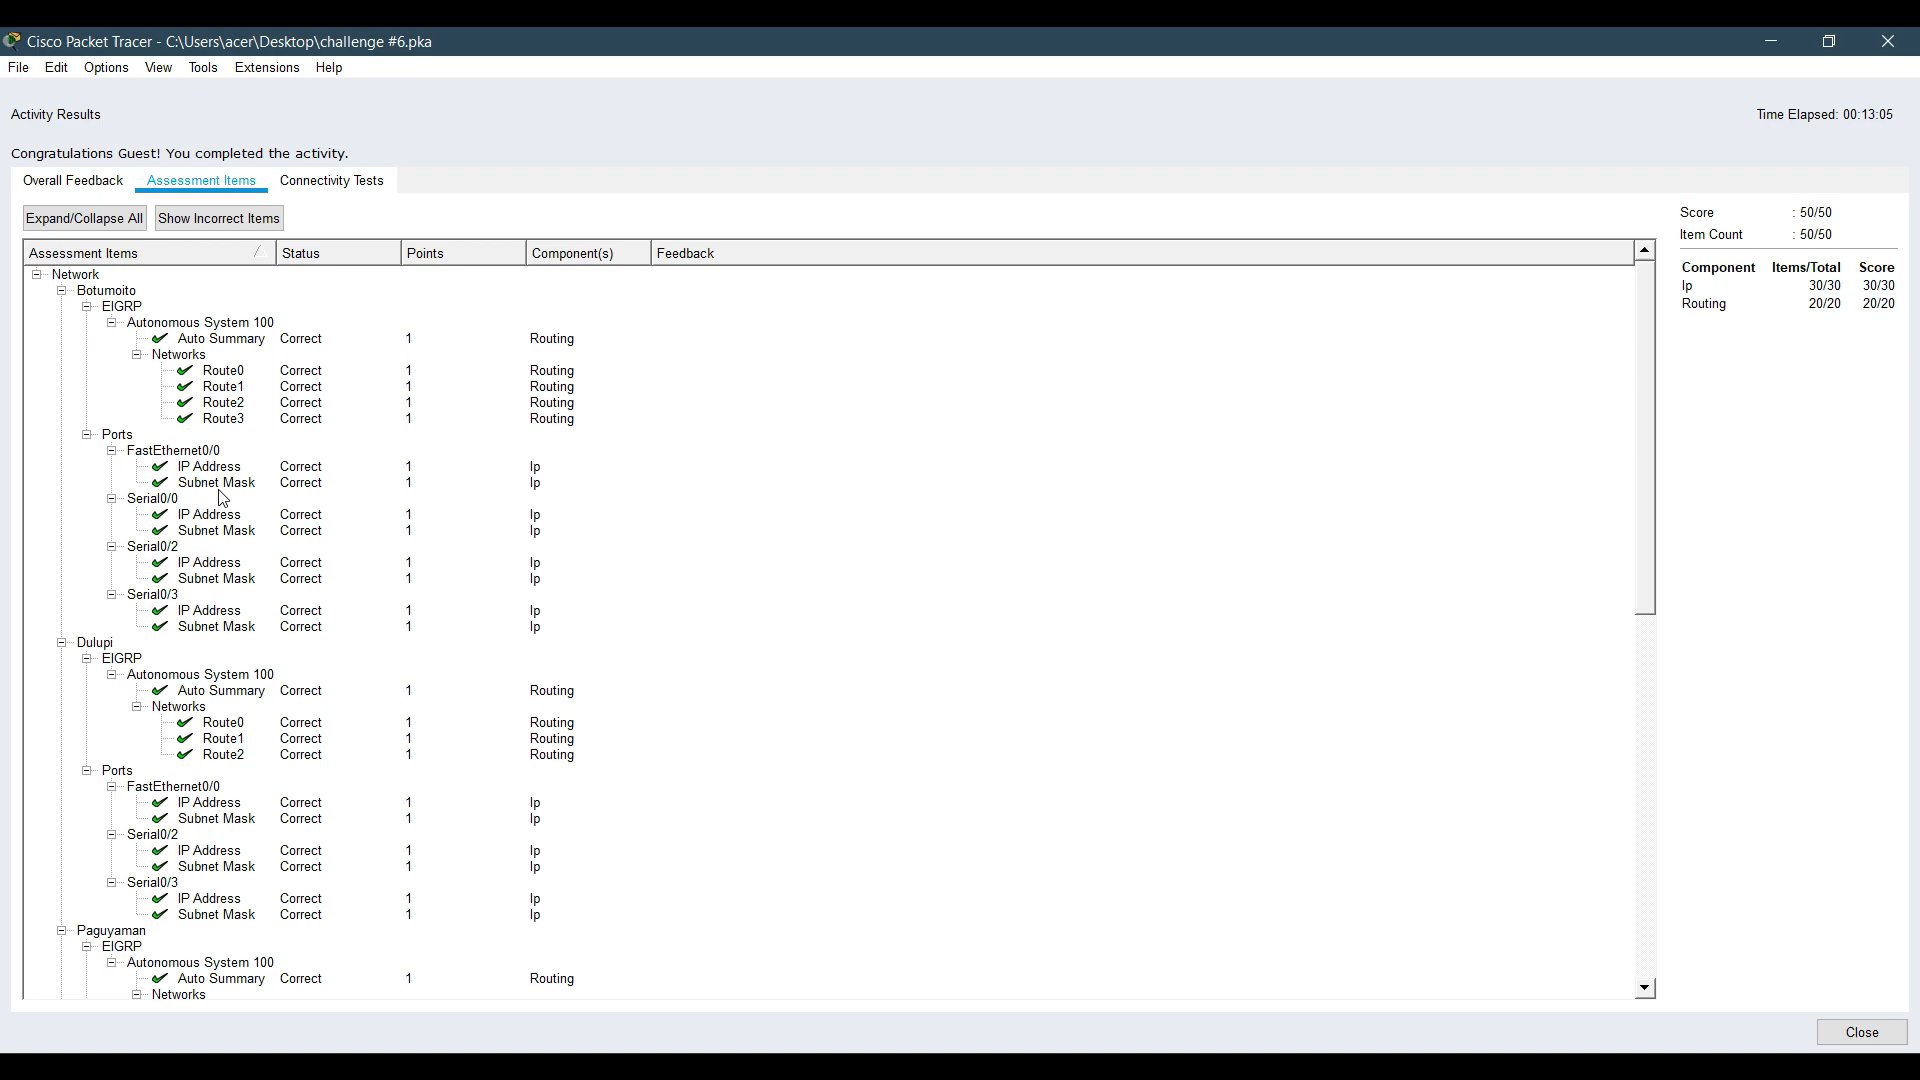 Cisco Packet Tracer - C:\Users\acer\Desktop\challenge #6.pka
File Edit Options View Tools Extensions Help
Activity Results Time Elapsed: 00:13:05
Congratulations Guest! You completed the activity.
Overall Feedback Assessment Items Connectivity Tests
Expand/Collapse All Show Incorrect Items
Score : 50/50
Item Count : 50/50
Component Items/Total Score
Ip 30/30 30/30
Routing 20/20 20/20
Assessment Items Status Points Component(s) Feedback
Network
Botumoito
EIGRP
Autonomous System 100
Auto Summary Correct 1 Routing
Networks
Route0 Correct 1 Routing
Route1 Correct 1 Routing
Route2 Correct 1 Routing
Route3 Correct 1 Routing
Ports
FastEthernet0/0
IP Address Correct 1 Ip
Subnet Mask Correct 1 Ip
Serial0/0
IP Address Correct 1 Ip
Subnet Mask Correct 1 Ip
Serial0/2
IP Address Correct 1 Ip
Subnet Mask Correct 1 Ip
Serial0/3
IP Address Correct 1 Ip
Subnet Mask Correct 1 Ip
Dulupi
EIGRP
Autonomous System 100
Auto Summary Correct 1 Routing
Networks
Route0 Correct 1 Routing
Route1 Correct 1 Routing
Route2 Correct 1 Routing
Ports
FastEthernet0/0
IP Address Correct 1 Ip
Subnet Mask Correct 1 Ip
Serial0/2
IP Address Correct 1 Ip
Subnet Mask Correct 1 Ip
Serial0/3
IP Address Correct 1 Ip
Subnet Mask Correct 1 Ip
Paguyaman
EIGRP
Autonomous System 100
Auto Summary Correct 1 Routing
Networks
Close